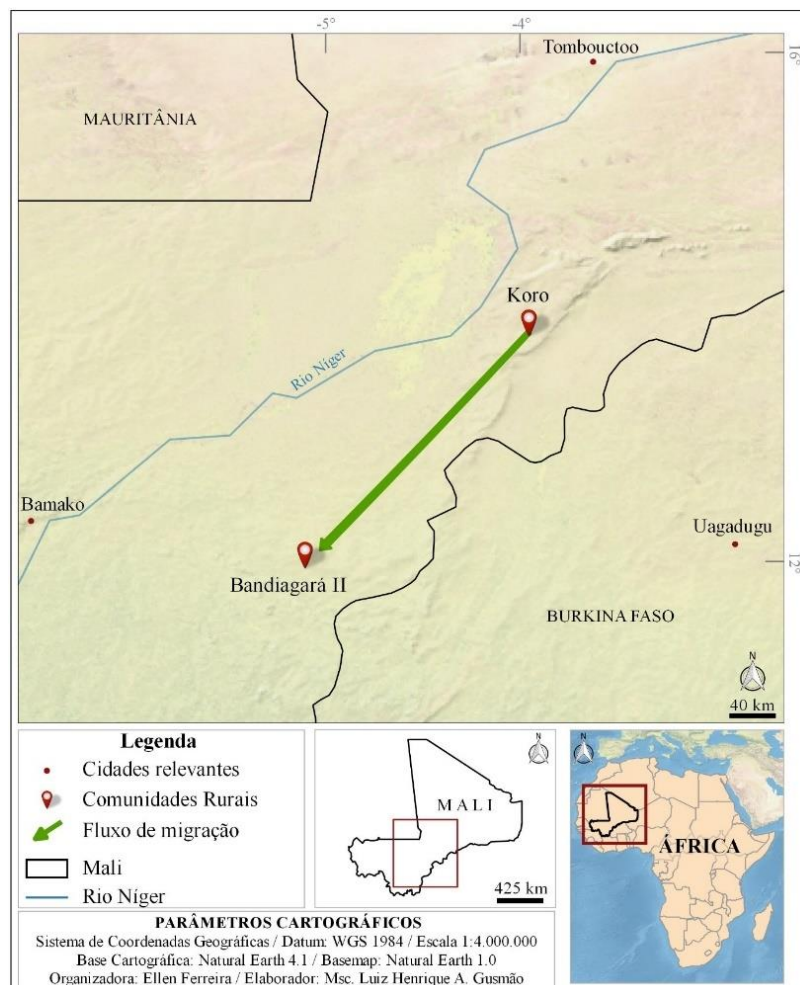 -5°
-4°
Tombouctoo
16°
MAURITÂNIA
Koro
Rio Níger
Bamako
Uagadugu
12°
Bandiagará II
BURKINA FASO
N
40 km
Legenda
Cidades relevantes
Comunidades Rurais
Fluxo de migração
Mali
Rio Níger
N
MALI
425 km
N
ÁFRICA
PARÂMETROS CARTOGRÁFICOS
Sistema de Coordenadas Geográficas / Datum: WGS 1984 / Escala 1:4.000.000
Base Cartográfica: Natural Earth 4.1 / Basemap: Natural Earth 1.0
Organizadora: Ellen Ferreira / Elaborador: Msc. Luiz Henrique A. Gusmão